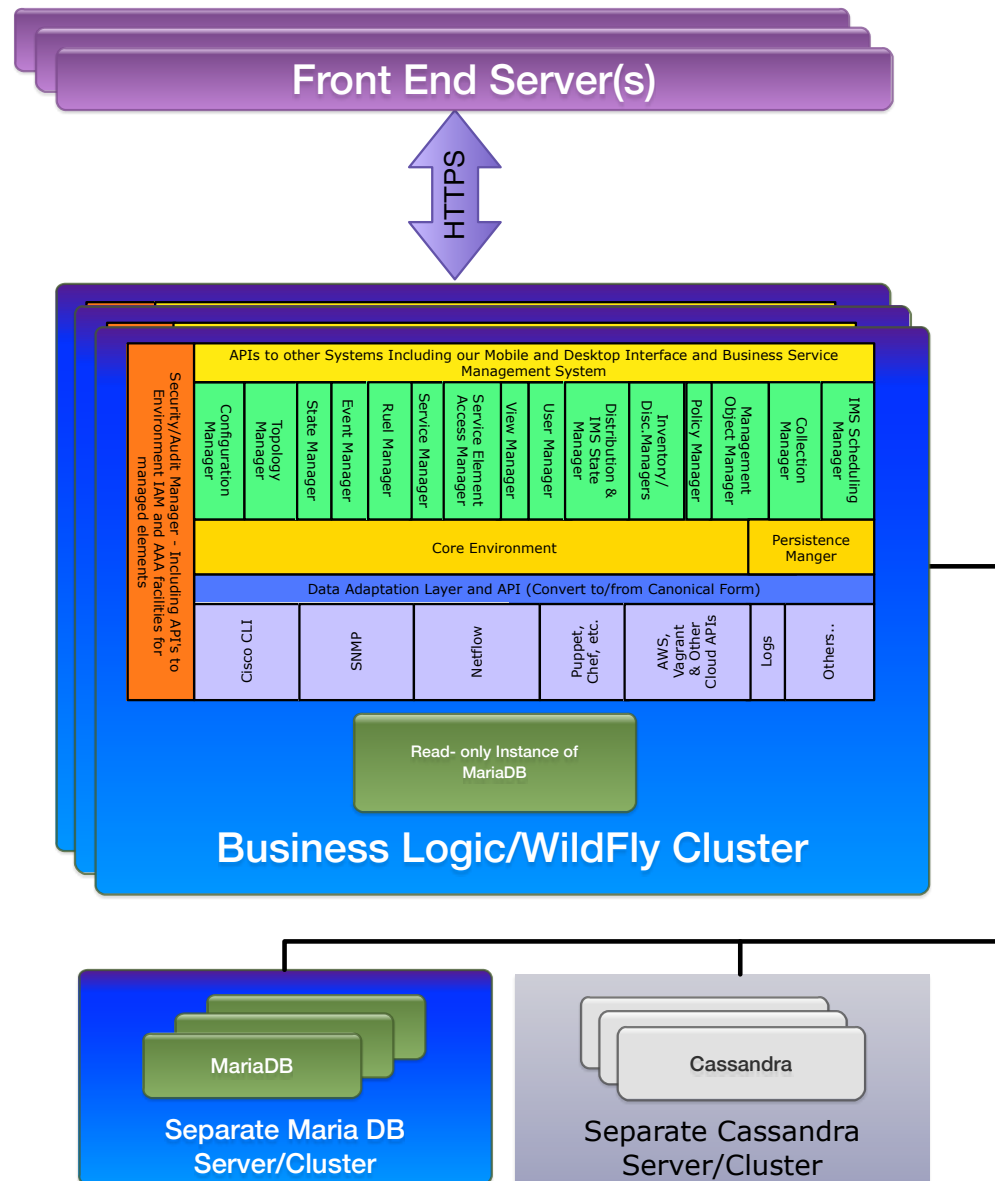 Front End Server(s)
HTTPS
APIs to other Systems Including our Mobile and Desktop Interface and Business Service
Management System
Security/Audit Manager - Including API's to
Environment IAM and AAA facilities for
managed elements
Configuration
Manager
Topology
Manager
State Manager
Event Manager
Ruel Manager
Service Manager
Service Element
Access Manager
View Manager
User Manager
Distribution &
IMS State
Manager
Inventory/
Disc.Managers
Policy Manager
Management
Object Manager
Collection
Manager
IMS Scheduling
Manager
Core Environment
Persistence
Manger
Data Adaptation Layer and API (Convert to/from Canonical Form)
Cisco CLI
SNMP
Netflow
Puppet,
Chef, etc.
AWS,
Vagrant
& Other
Cloud APIs
Logs
Others..
Read- only Instance of
MariaDB
Business Logic/WildFly Cluster
MariaDB
Separate Maria DB
Server/Cluster
Cassandra
Separate Cassandra
Server/Cluster